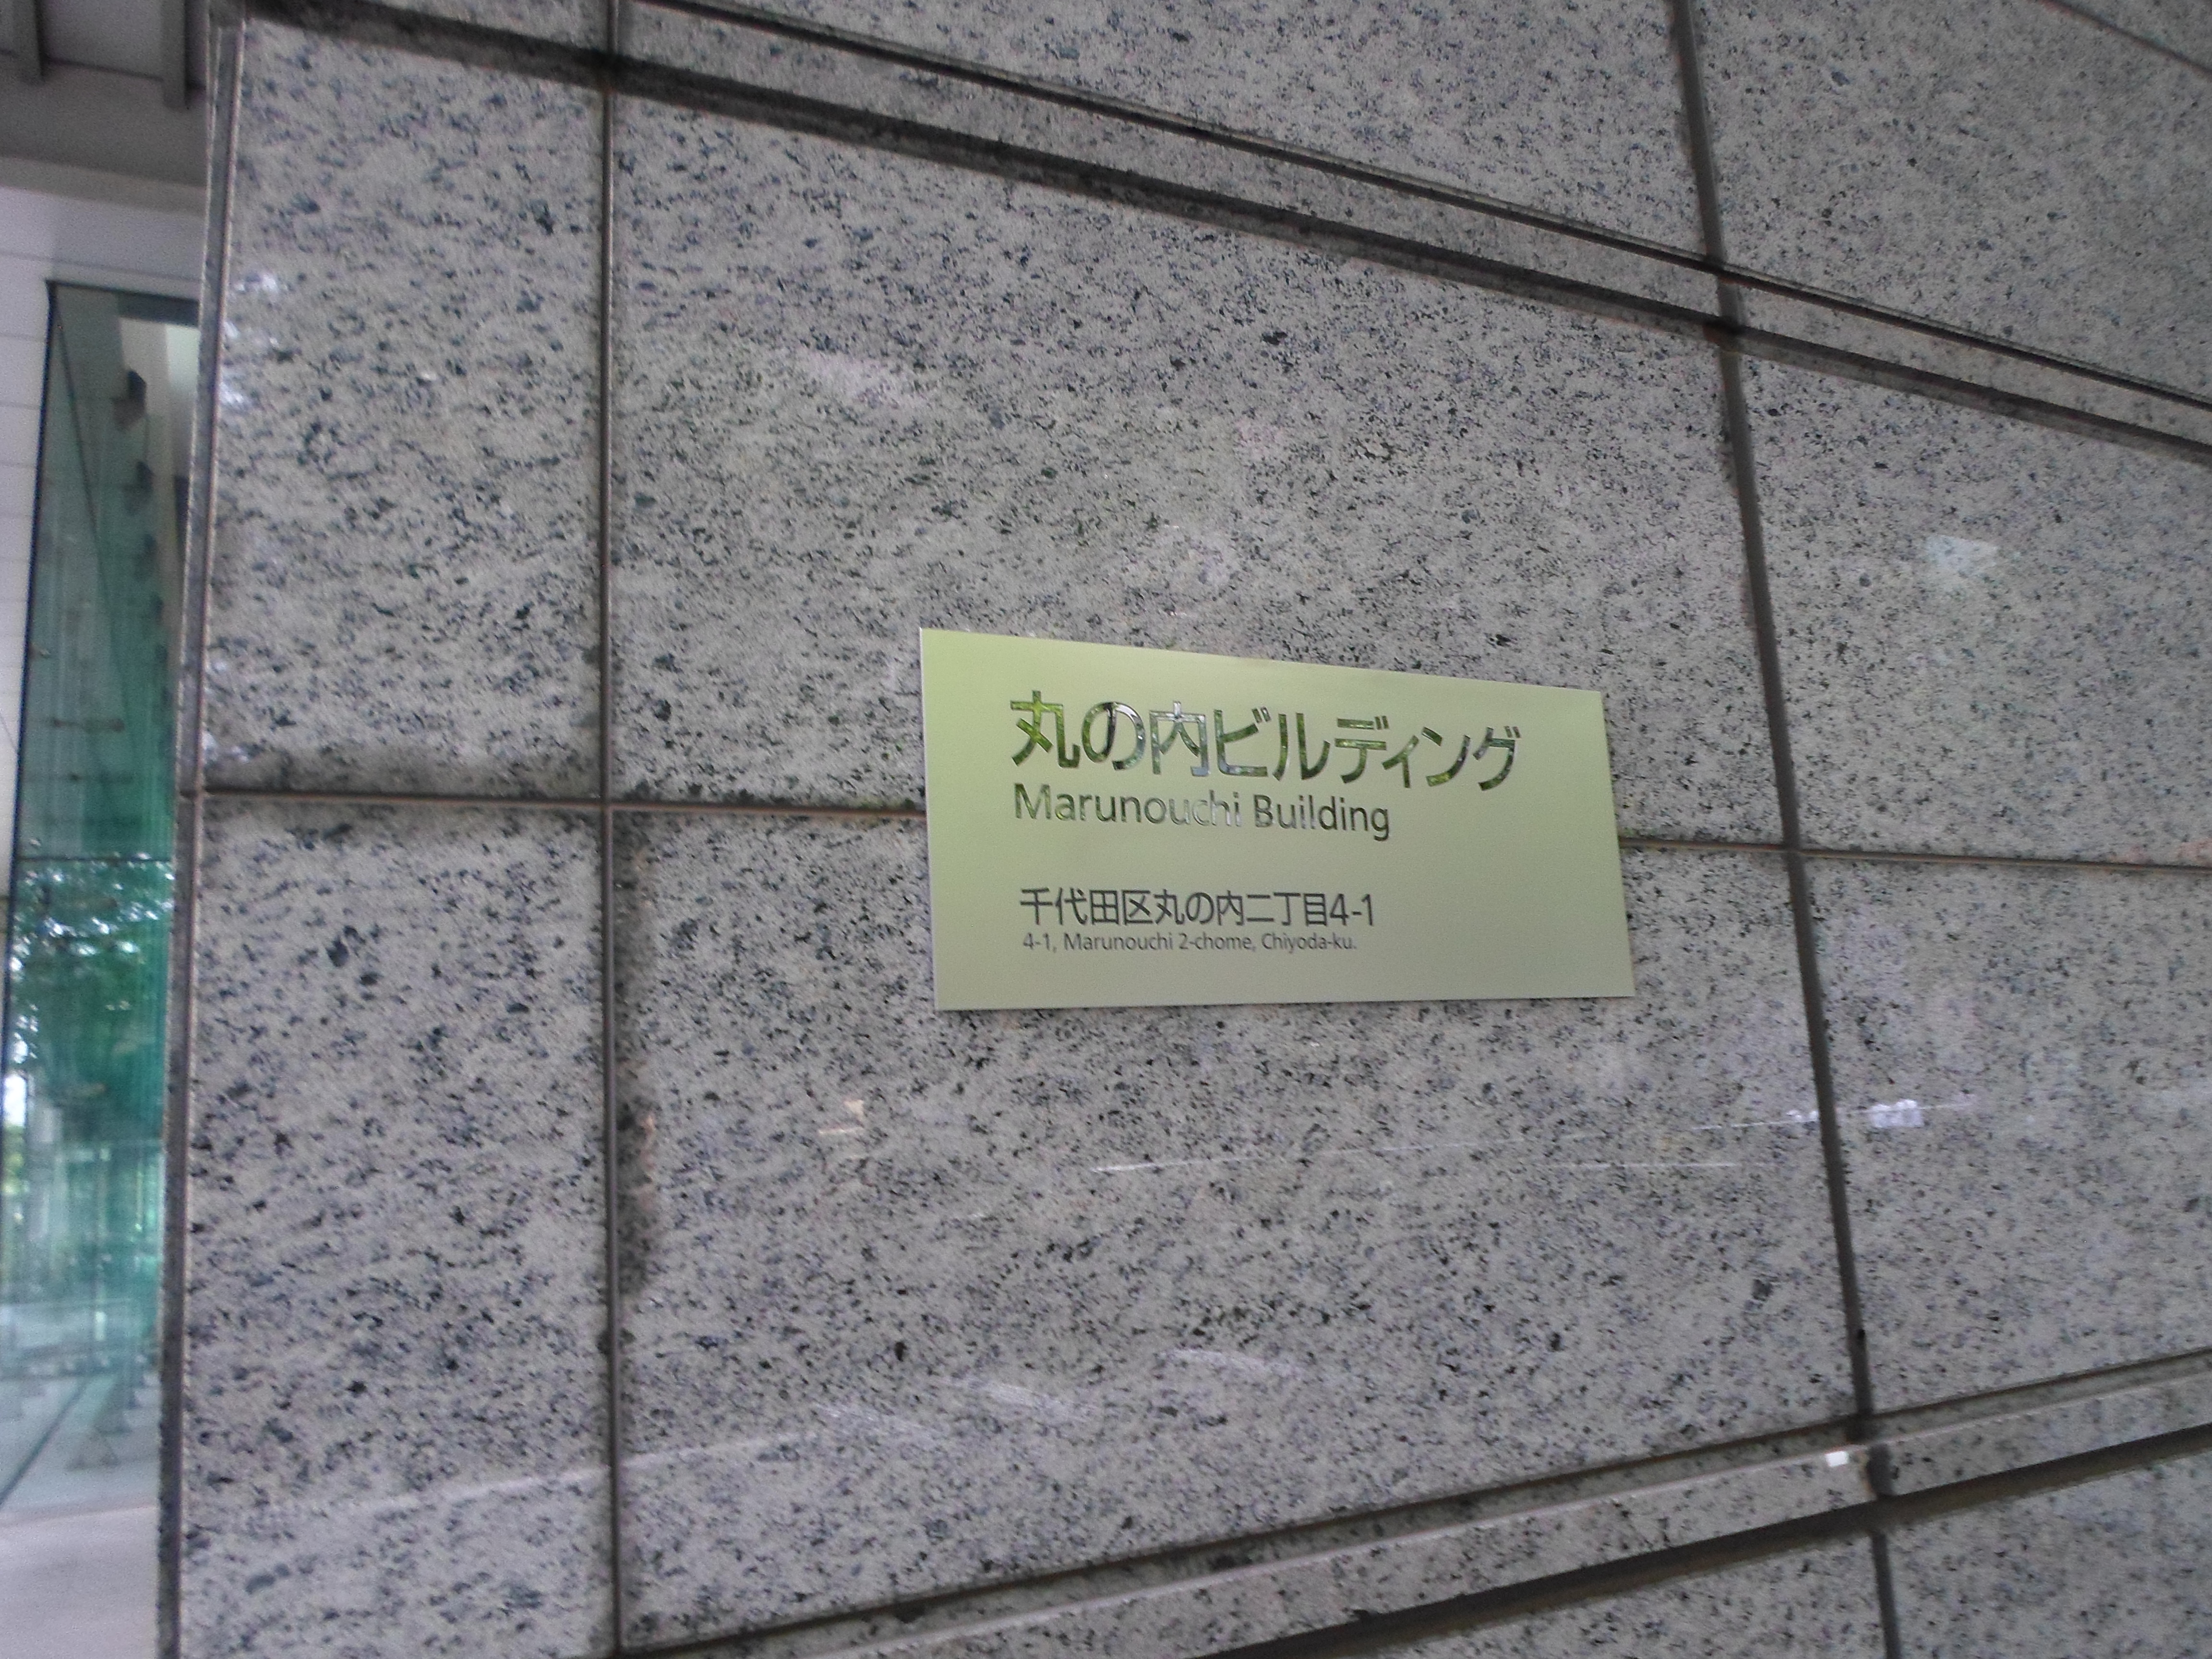 丸の内ビルディング
Marunouchi Building
千代田区丸の内二丁目4-1
4-1, Marunouchi 2-chome, Chiyoda-ku.